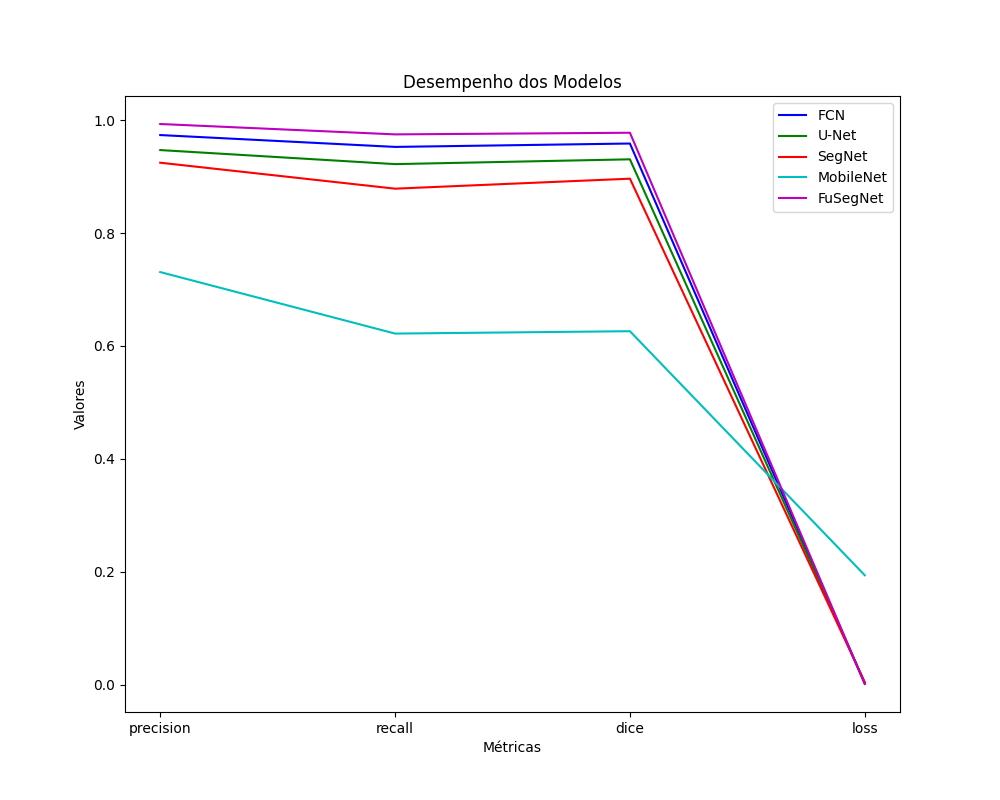 Desempenho dos Modelos
1.0
0.8
0.6
0.4
0.2
0.0
Valores
FCN
U-Net
SegNet
MobileNet
FuSegNet
precision recall dice loss
Métricas